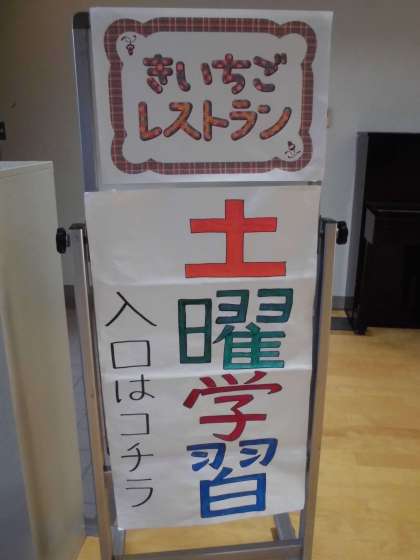 きいちご
レストラン
土曜学習
入口はコチラ